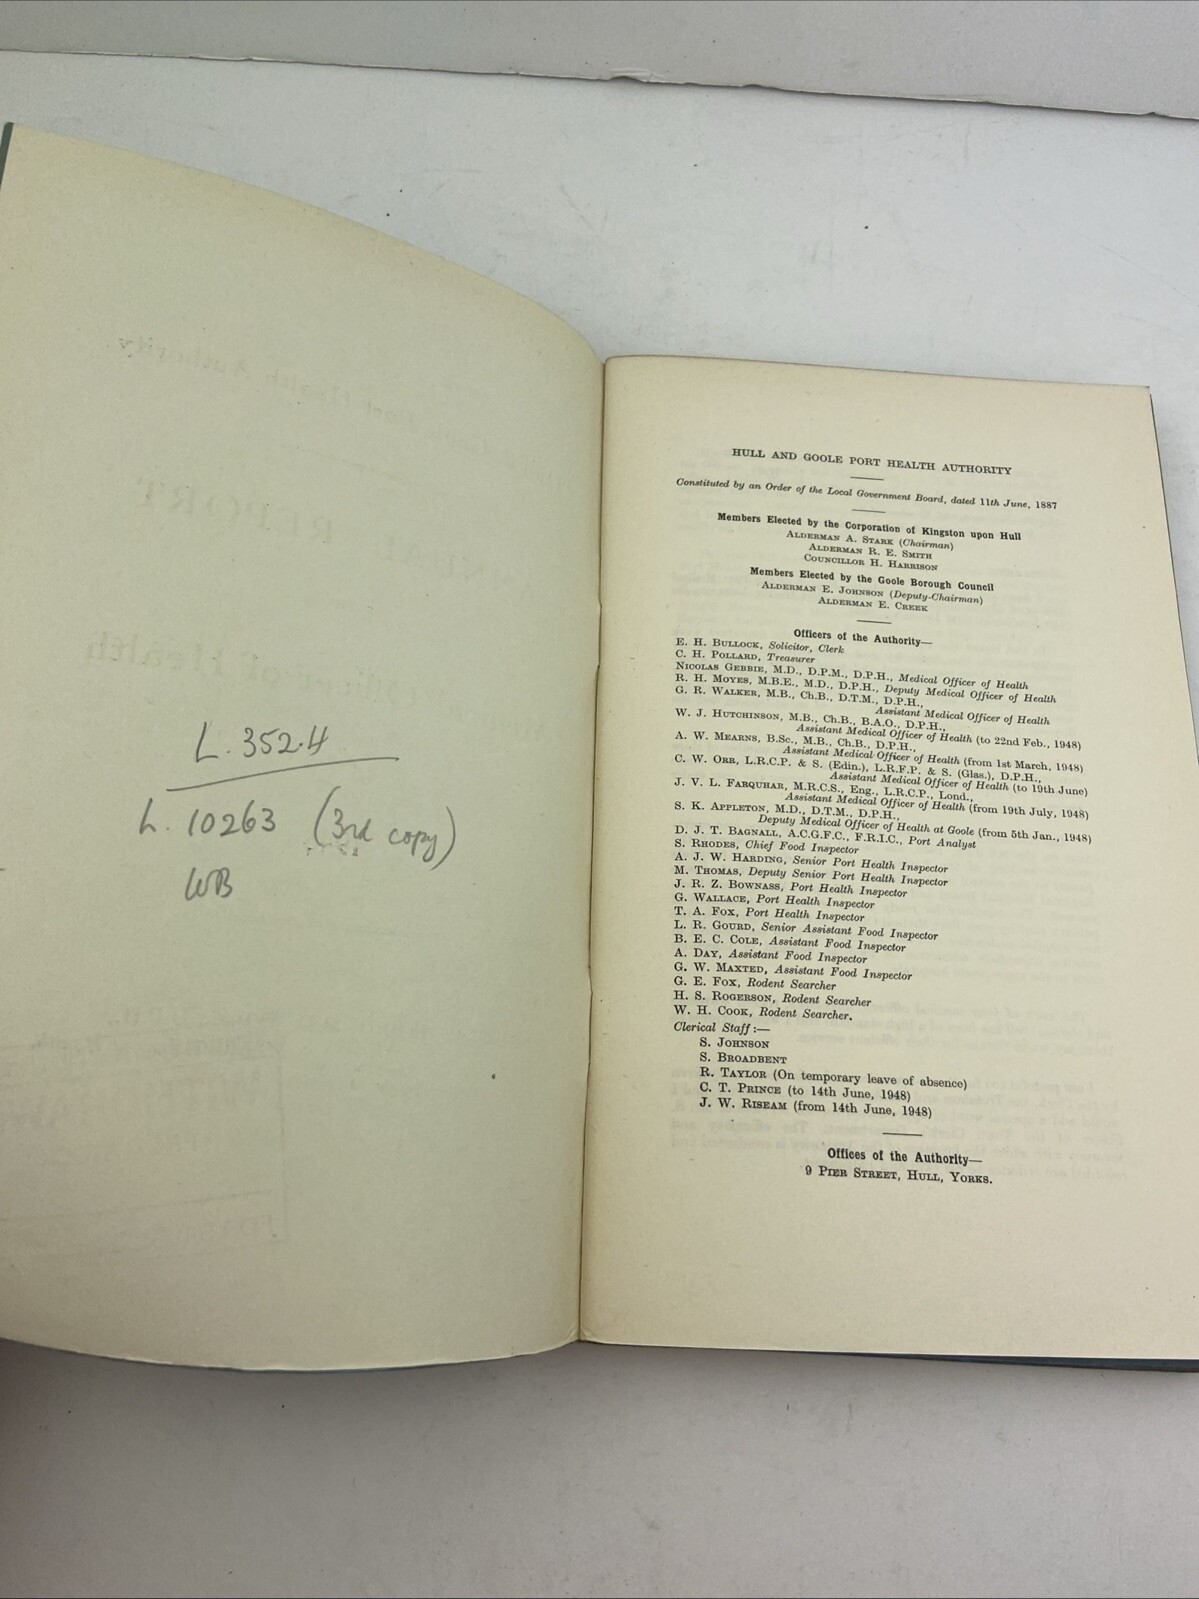 L. 352.4
L. 10263 (3rd copy)
WB
HULL AND GOOLE PORT HEALTH AUTHORITY
Constituted by an Order of the Local Government Board, dated 11th June, 1887
Members Elected by the Corporation of Kingston upon Hull
ALDERMAN A. STARK (Chairman)
ALDERMAN R. E. SMITH
COUNCILLOR H. HARRISON
Members Elected by the Goole Borough Council
ALDERMAN E. JOHNSON (Deputy-Chairman)
ALDERMAN E. CREEK
Officers of the Authority—
E. H. BULLOCK, Solicitor, Clerk
C. H. POLLARD, Treasurer
NICOLAS GEBBIE, M.D., D.P.M., D.P.H., Medical Officer of Health
R. H. MOYES, M.B.E., M.D., D.P.H., Deputy Medical Officer of Health
G. R. WALKER, M.B., Ch.B., D.T.M., D.P.H.,
Assistant Medical Officer of Health
W. J. HUTCHINSON, M.B., Ch.B., B.A.O., D.P.H.,
Assistant Medical Officer of Health (to 22nd Feb., 1948)
A. W. MEARNS, B.Sc., M.B., Ch.B., D.P.H.,
Assistant Medical Officer of Health (from 1st March, 1948)
C. W. ORR, L.R.C.P. & S. (Edin.), L.R.F.P. & S. (Glas.), D.P.H.,
Assistant Medical Officer of Health (to 19th June)
J. V. L. FARQUHAR, M.R.C.S., Eng., L.R.C.P., Lond.,
Assistant Medical Officer of Health (from 19th July, 1948)
S. K. APPLETON, M.D., D.T.M., D.P.H.,
Deputy Medical Officer of Health at Goole (from 5th Jan., 1948)
D. J. T. BAGNALL, A.C.G.F.C., F.R.I.C., Port Analyst
S. RHODES, Chief Food Inspector
A. J. W. HARDING, Senior Port Health Inspector
M. THOMAS, Deputy Senior Port Health Inspector
J. R. Z. BOWNASS, Port Health Inspector
G. WALLACE, Port Health Inspector
T. A. FOX, Port Health Inspector
L. R. GOURD, Senior Assistant Food Inspector
B. E. C. COLE, Assistant Food Inspector
A. DAY, Assistant Food Inspector
G. W. MAXTED, Assistant Food Inspector
G. E. FOX, Rodent Searcher
H. S. ROGERSON, Rodent Searcher
W. H. COOK, Rodent Searcher.
Clerical Staff:—
S. JOHNSON
S. BROADBENT
R. TAYLOR (On temporary leave of absence)
C. T. PRINCE (to 14th June, 1948)
J. W. RISEAM (from 14th June, 1948)
Offices of the Authority—
9 PIER STREET, HULL, YORKS.